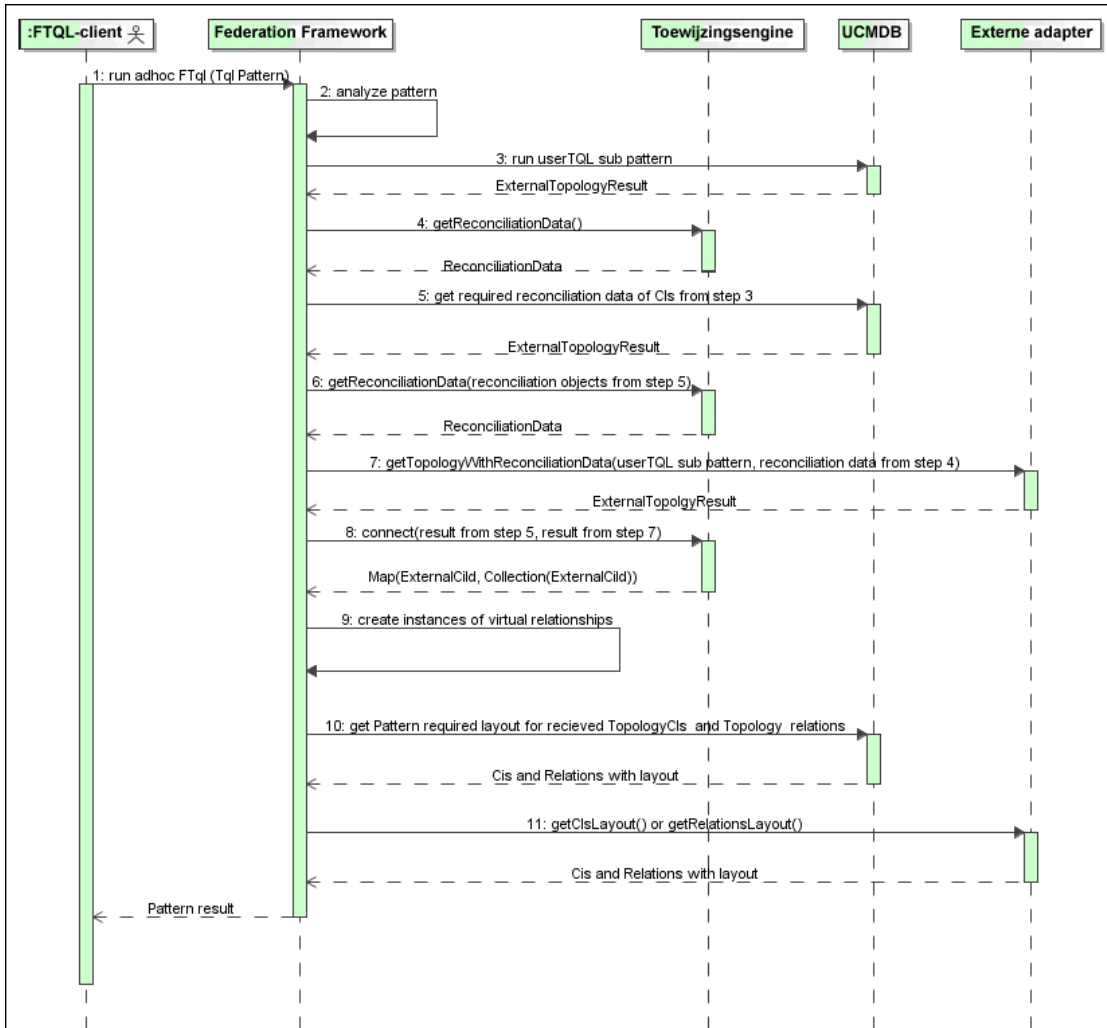 :FTQL-client
Federation Framework
Toewijzingsengine
UCMDB
Externe adapter
1: run adhoc FTql (Tql Pattern)
2: analyze pattern
3: run userTQL sub pattern
ExternalTopologyResult
4: getReconciliationData()
ReconciliationData
5: get required reconciliation data of CIs from step 3
ExternalTopologyResult
6: getReconciliationData(reconciliation objects from step 5)
ReconciliationData
7: getTopologyWithReconciliationData(userTQL sub pattern, reconciliation data from step 4)
ExternalTopolgyResult
8: connect(result from step 5, result from step 7)
Map(ExternalCiId, Collection(ExternalCiId))
9: create instances of virtual relationships
10: get Pattern required layout for recieved TopologyCIs and Topology relations
Cis and Relations with layout
11: getCIsLayout() or getRelationsLayout()
Cis and Relations with layout
Pattern result